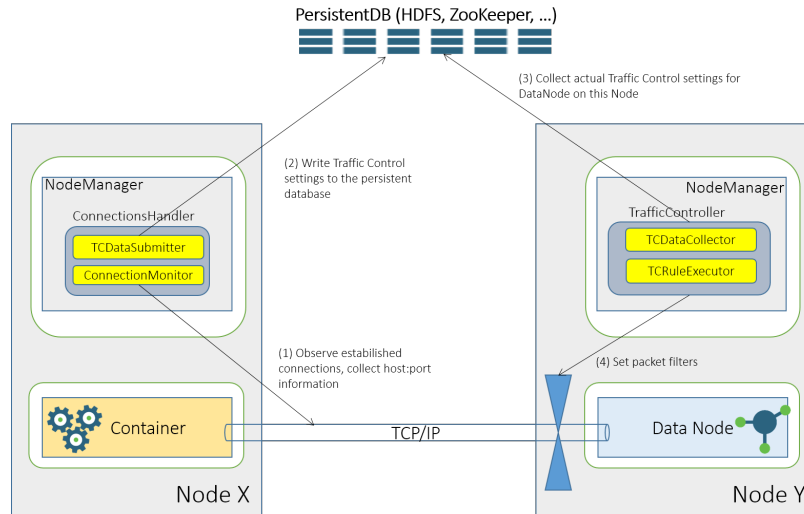 PersistentDB (HDFS, ZooKeeper, ...)
(3) Collect actual Traffic Control settings for
DataNode on this Node
(2) Write Traffic Control
settings to the persistent
database
NodeManager
ConnectionsHandler
TCDataSubmitter
ConnectionMonitor
NodeManager
TrafficController
TCDataCollector
TCRuleExecutor
(1) Observe estabilished
connections, collect host:port
information
(4) Set packet filters
Container
TCP/IP
Data Node
Node X
Node Y